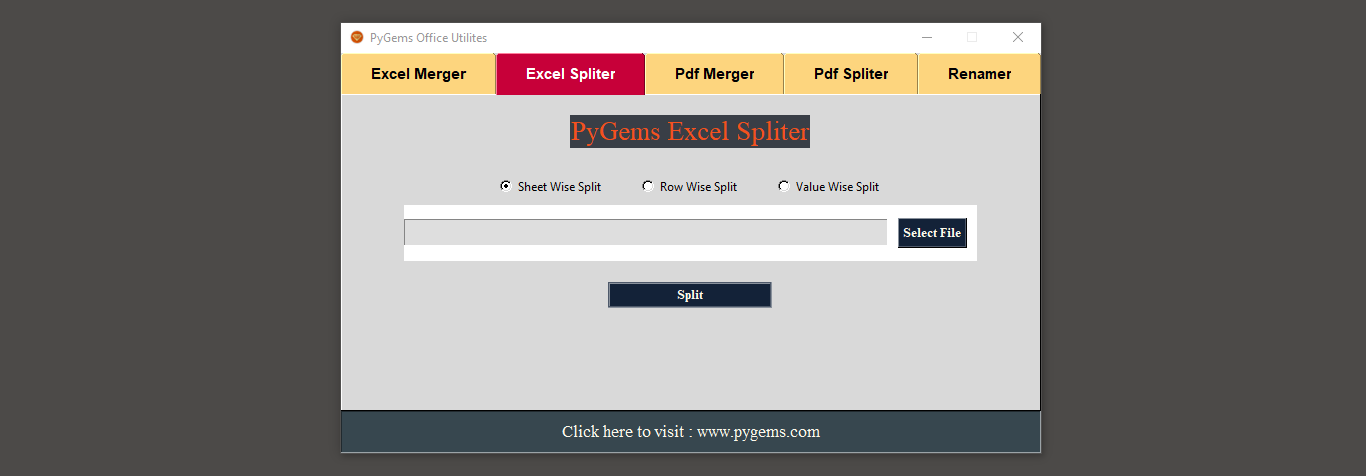 PyGems Office Utilites
Excel Merger Excel Spliter Pdf Merger Pdf Spliter Renamer
PyGems Excel Spliter
Sheet Wise Split Row Wise Split Value Wise Split
Select File
Split
Click here to visit : www.pygems.com